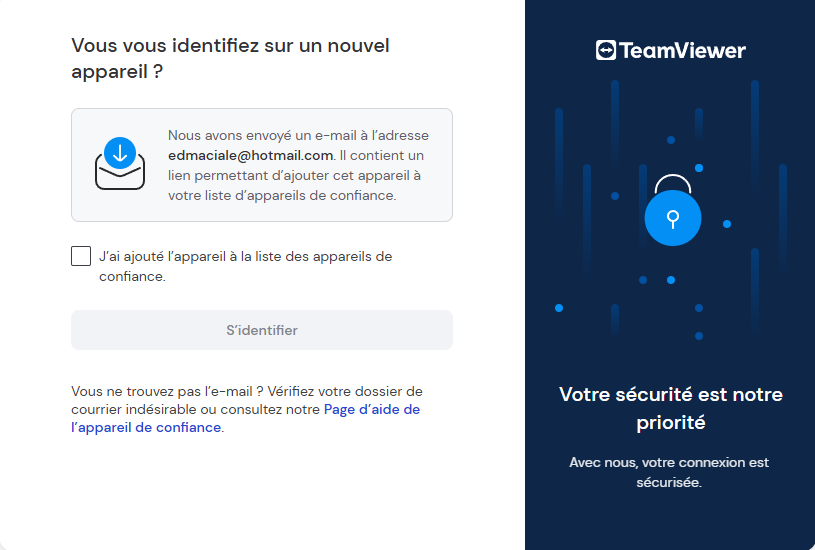 Vous vous identifiez sur un nouvel
appareil ?
Nous avons envoyé un e-mail à l’adresse
edmaciale@hotmail.com. Il contient un
lien permettant d’ajouter cet appareil à
votre liste d’appareils de confiance.
J’ai ajouté l’appareil à la liste des appareils de
confiance.
S’identifier
Vous ne trouvez pas l’e-mail ? Vérifiez votre dossier de
courrier indésirable ou consultez notre Page d’aide de
l’appareil de confiance.
TeamViewer
Votre sécurité est notre
priorité
Avec nous, votre connexion est
sécurisée.